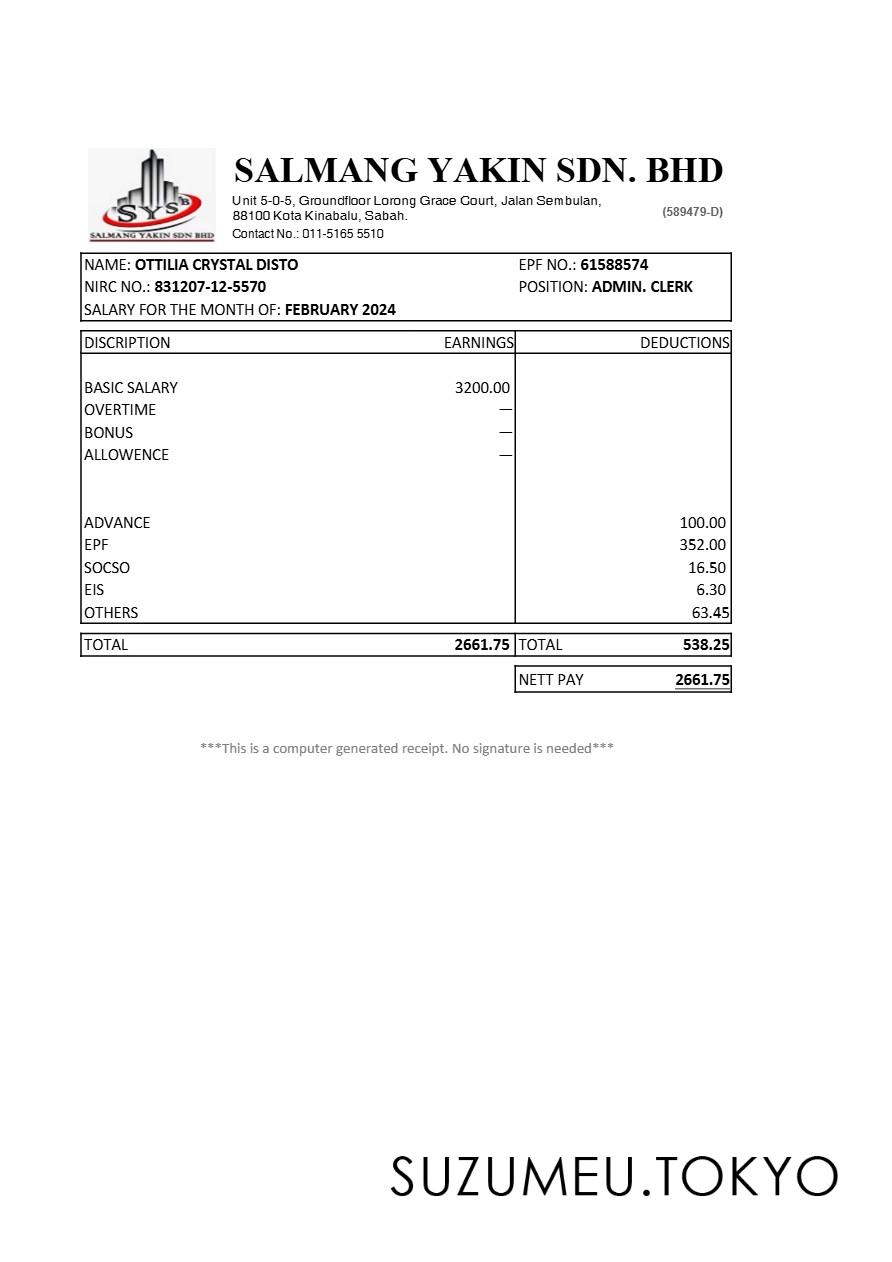 SYSB
SALMANG YAKIN SDN BHD
SALMANG YAKIN SDN. BHD
Unit 5-0-5, Groundfloor Lorong Grace Court, Jalan Sembulan,
88100 Kota Kinabalu, Sabah.
(589479-D)
Contact No.: 011-5165 5510
NAME: OTTILIA CRYSTAL DISTO EPF NO.: 61588574
NIRC NO.: 831207-12-5570 POSITION: ADMIN. CLERK
SALARY FOR THE MONTH OF: FEBRUARY 2024
DISCRIPTION EARNINGS DEDUCTIONS
BASIC SALARY 3200.00
OVERTIME —
BONUS —
ALLOWENCE —
ADVANCE 100.00
EPF 352.00
SOCSO 16.50
EIS 6.30
OTHERS 63.45
TOTAL 2661.75 TOTAL 538.25
NETT PAY 2661.75
***This is a computer generated receipt. No signature is needed***
SUZUMEU.TOKYO